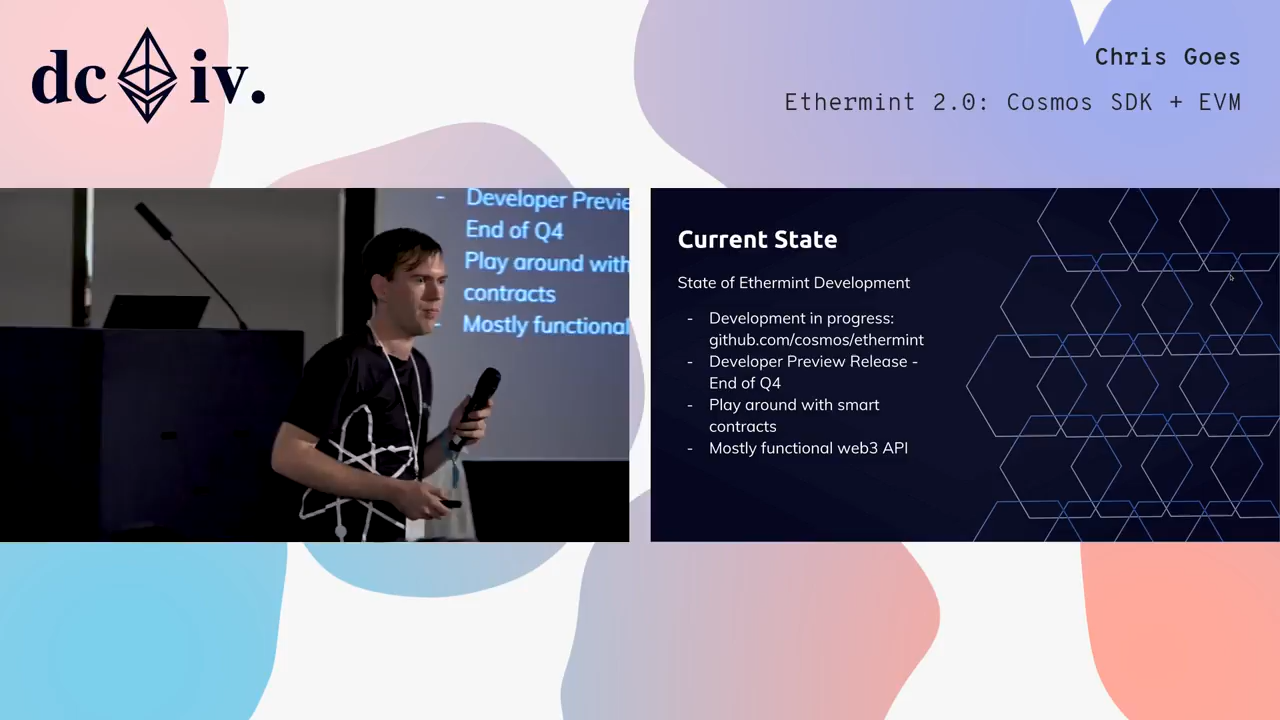 dc iv.
Chris Goes
Ethermint 2.0: Cosmos SDK + EVM
- Developer Previe
End of Q4
Play around with
contracts
- Mostly functional
Current State
State of Ethermint Development
- Development in progress:
github.com/cosmos/ethermint
- Developer Preview Release -
End of Q4
- Play around with smart
contracts
- Mostly functional web3 API